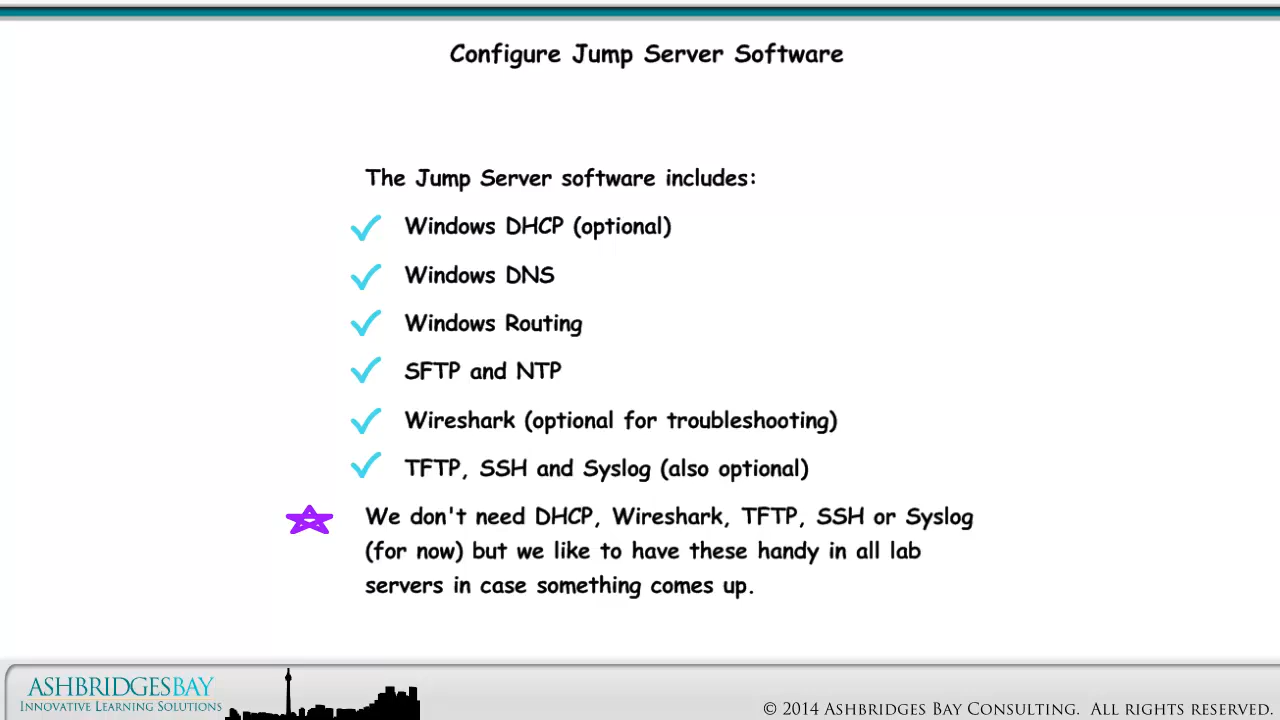 Configure Jump Server Software
The Jump Server software includes:
Windows DHCP (optional)
Windows DNS
Windows Routing
SFTP and NTP
Wireshark (optional for troubleshooting)
TFTP, SSH and Syslog (also optional)
We don't need DHCP, Wireshark, TFTP, SSH or Syslog
(for now) but we like to have these handy in all lab
servers in case something comes up.
ASHBRIDGESBAY
INNOVATIVE LEARNING SOLUTIONS
© 2014 ASHBRIDGES BAY CONSULTING. ALL RIGHTS RESERVED.